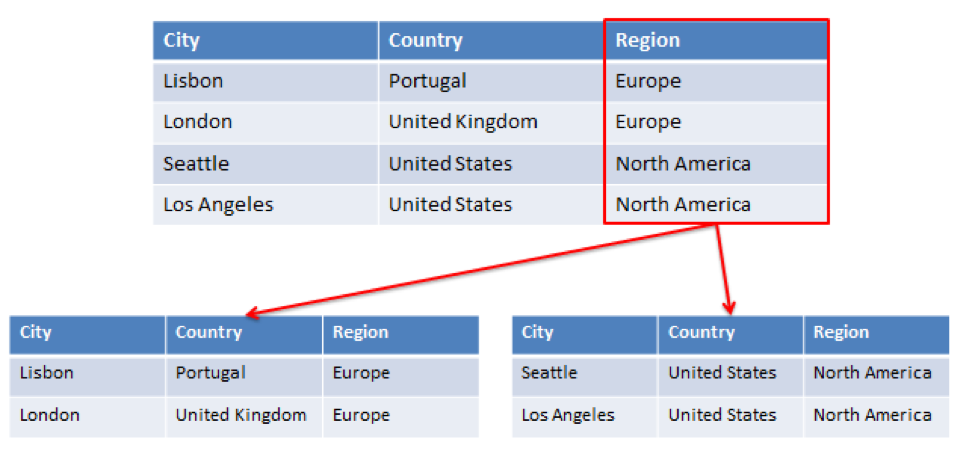 City Country Region
Lisbon Portugal Europe
London United Kingdom Europe
Seattle United States North America
Los Angeles United States North America
City Country Region
Lisbon Portugal Europe
London United Kingdom Europe
City Country Region
Seattle United States North America
Los Angeles United States North America